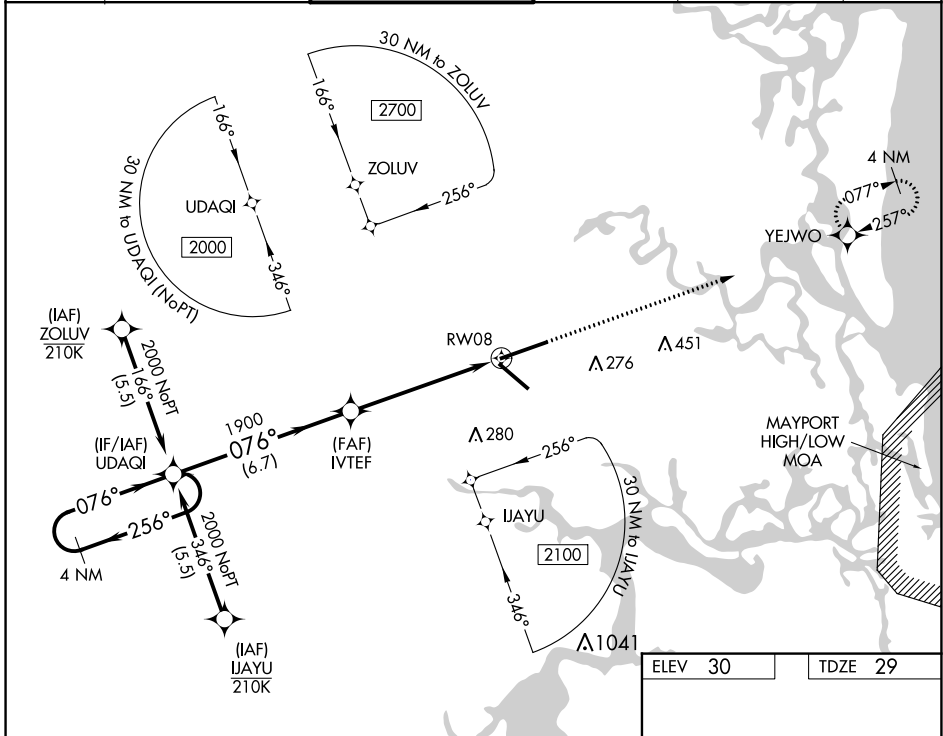 30 NM to ZOLUV
166°
2700
ZOLUV
256°
166°
30 NM to UDAQI (NoPT)
UDAQI
2000
346°
4 NM
077°
257°
YEJWO
(IAF)
ZOLUV
210K
2000 NoPT
166°
(5.5)
RW08
276
451
1900
076°
(6.7)
(IF/IAF)
UDAQI
(FAF)
IVTEF
280
MAYPORT
HIGH/LOW
MOA
256°
30 NM to IJAYU
IJAYU
2100
346°
076°
256°
4 NM
2000 NoPT
346°
(5.5)
(IAF)
IJAYU
210K
1041
ELEV 30
TDZE 29